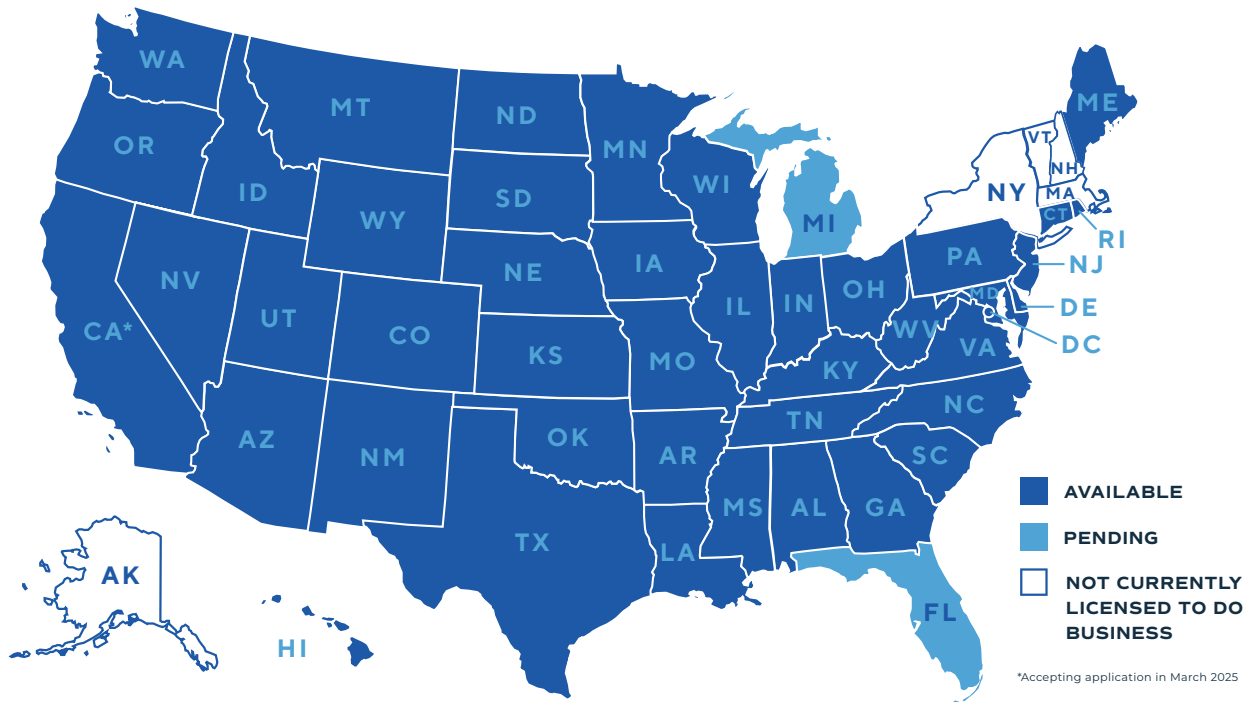 WA
MT
ND
MN
ME
OR
ID
SD
WI
MI
VT
NH
NY
MA
CT
RI
WY
NE
IA
PA
NJ
NV
UT
CO
IL
IN
OH
MD
DE
DC
CA*
KS
MO
WV
VA
KY
AZ
NM
OK
AR
TN
NC
SC
TX
LA
MS
AL
GA
FL
AK
HI
AVAILABLE
PENDING
NOT CURRENTLY
LICENSED TO DO
BUSINESS
*Accepting application in March 2025